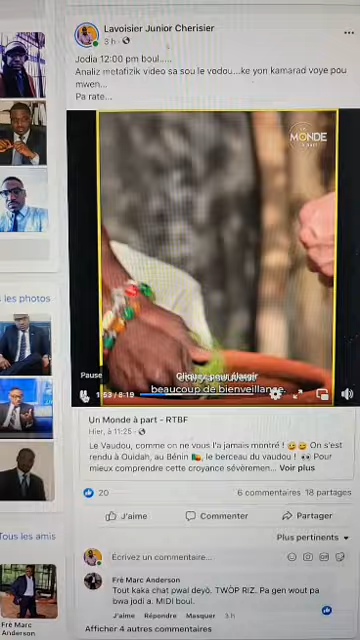 Lavoisier Junior Cherisier
3 h ·
Jodia 12:00 pm boul.....
Analiz metafizik video sa sou le vodou...ke yon kamarad voye pou
mwen...
Pa rate...
UN
MONDE
À PART
les photos
Pause
Cliquez pour élargir
1:53 / 8:19
beaucoup de bienveillance.
Un Monde à part - RTBF
Hier, à 11:25 ·
Le Vaudou, comme on ne vous l'a jamais montré ! 😅😅 On s'est
rendu à Ouidah, au Bénin 🇧🇯, le berceau du vaudou ! 👀 Pour
mieux comprendre cette croyance sévèremen... Voir plus
20
6 commentaires 18 partages
J'aime
Commenter
Partager
Plus pertinents
Tous les amis
Écrivez un commentaire...
Frè Marc Anderson
Tout kaka chat pwal deyò. TWÒP RIZ. Pa gen wout pa
bwa jodi a. MIDI boul.
J'aime Répondre Masquer 3 h
Afficher 4 autres commentaires
Frè Marc
Anderson